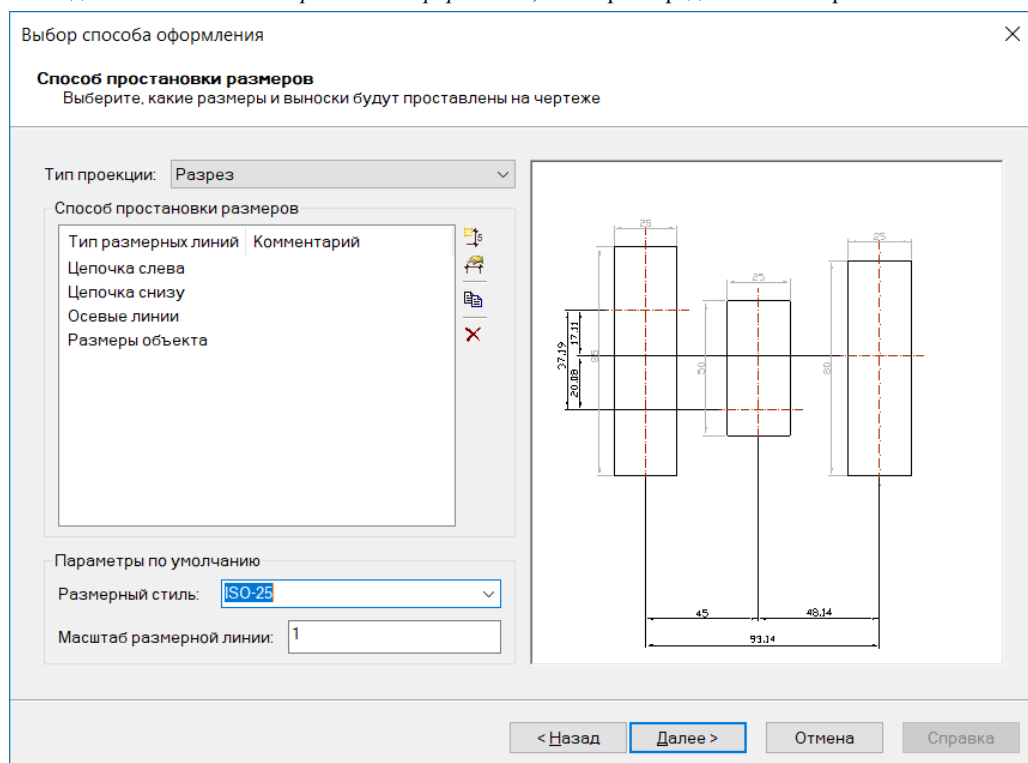 Выбор способа оформления
Способ простановки размеров
Выберите, какие размеры и выноски будут проставлены на чертеже
Тип проекции: Разрез
Способ простановки размеров
Тип размерных линий Комментарий
Цепочка слева
Цепочка снизу
Осевые линии
Размеры объекта
Параметры по умолчанию
Размерный стиль: ISO-25
Масштаб размерной линии: 1
25
25
25
37.19
17.11
20.08
50
45
48.14
93.14
< Назад
Далее >
Отмена
Справка